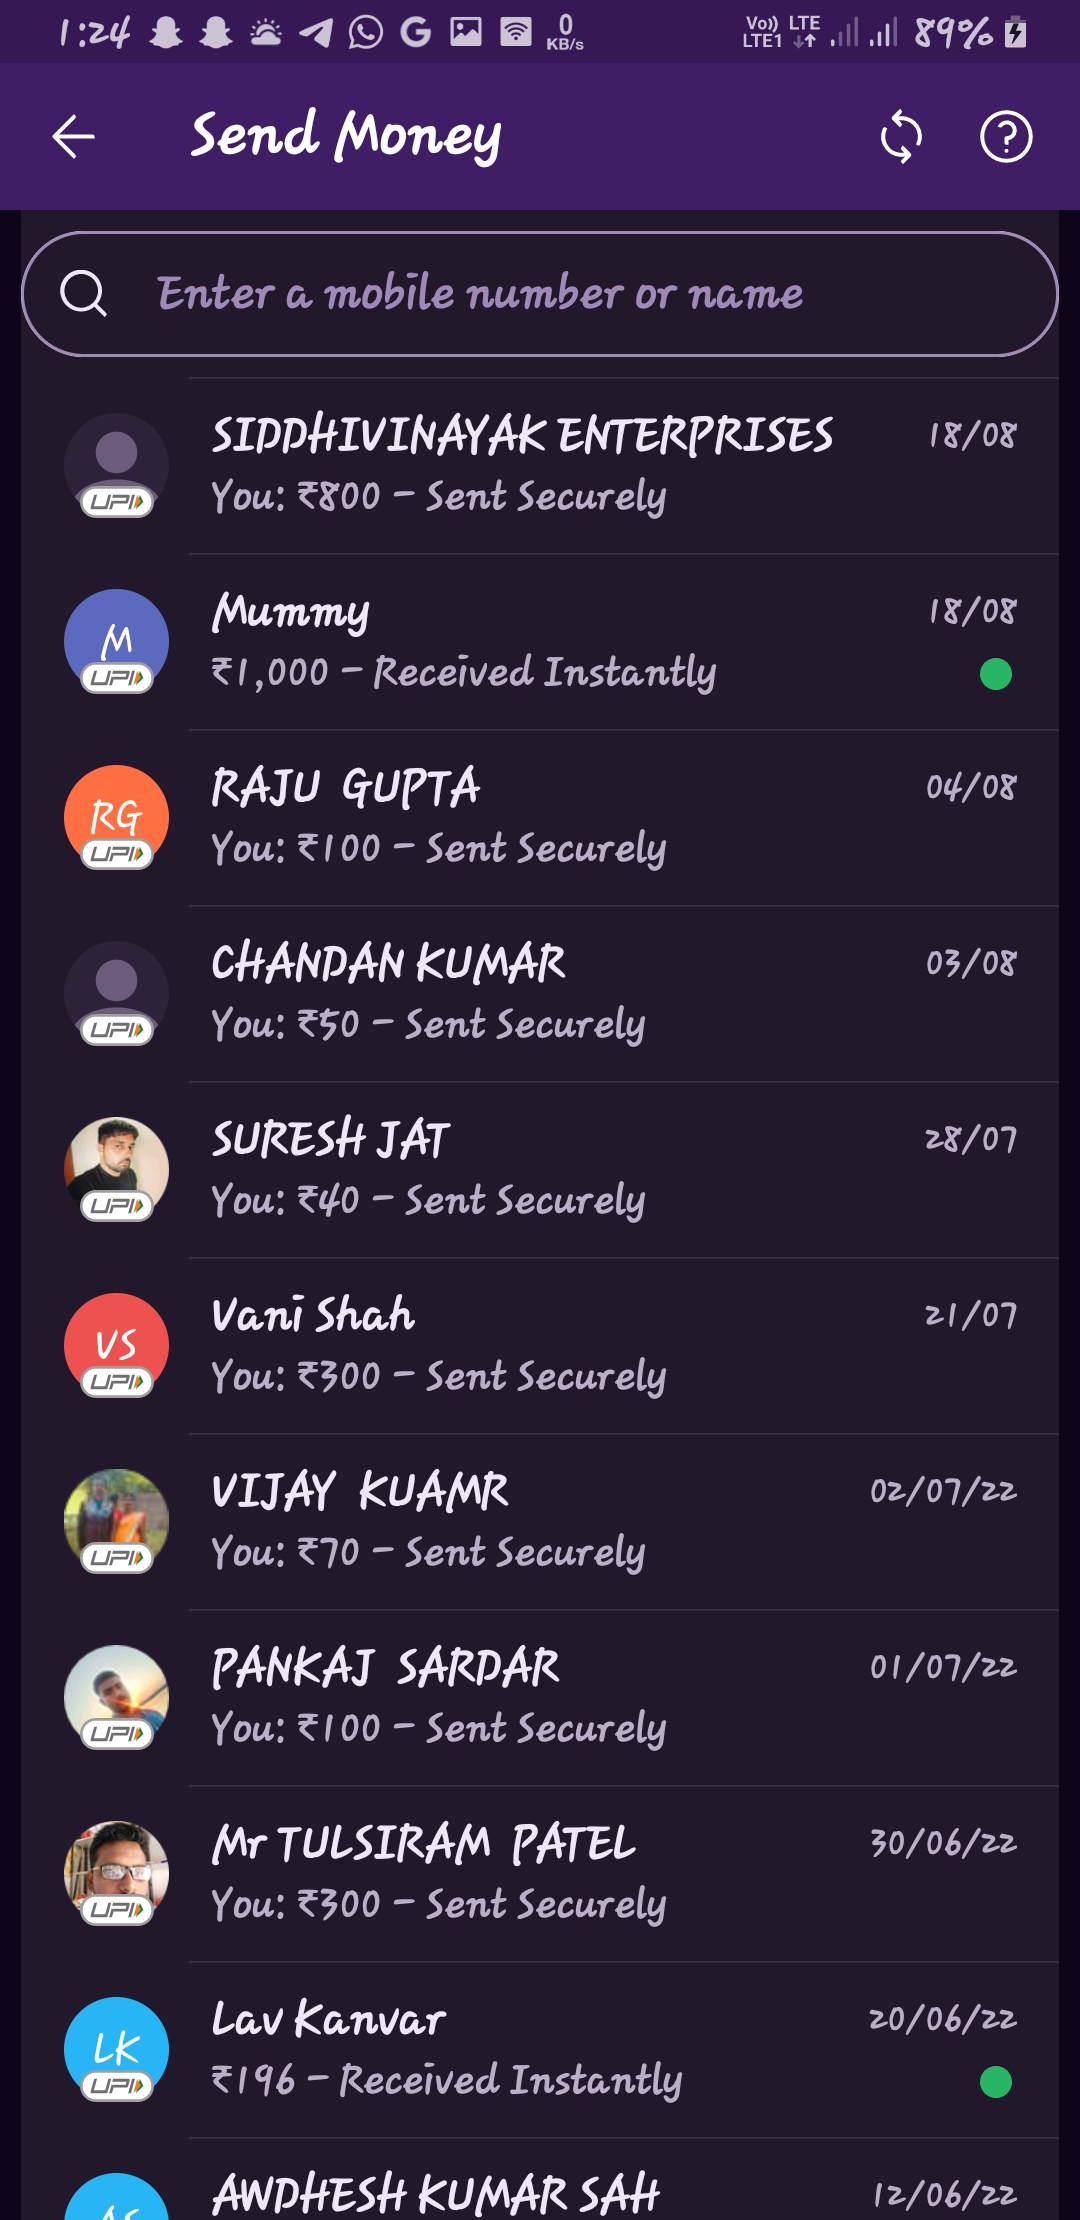 1:24 0 KB/s Vo)) LTE1 LTE 89%
Send Money
Enter a mobile number or name
SIDDHIVINAYAK ENTERPRISES 18/08
You: ₹800 – Sent Securely
UPI
Mummy 18/08
M
₹1,000 – Received Instantly
UPI
RAJU GUPTA 04/08
RG
You: ₹100 – Sent Securely
UPI
CHANDAN KUMAR 03/08
You: ₹50 – Sent Securely
UPI
SURESH JAT 28/07
You: ₹40 – Sent Securely
UPI
Vani Shah 21/07
VS
You: ₹300 – Sent Securely
UPI
VIJAY KUAMR 02/07/22
You: ₹70 – Sent Securely
UPI
PANKAJ SARDAR 01/07/22
You: ₹100 – Sent Securely
UPI
Mr TULSIRAM PATEL 30/06/22
You: ₹300 – Sent Securely
UPI
Lav Kanvar 20/06/22
LK
₹196 – Received Instantly
UPI
AWDHESH KUMAR SAH 12/06/22